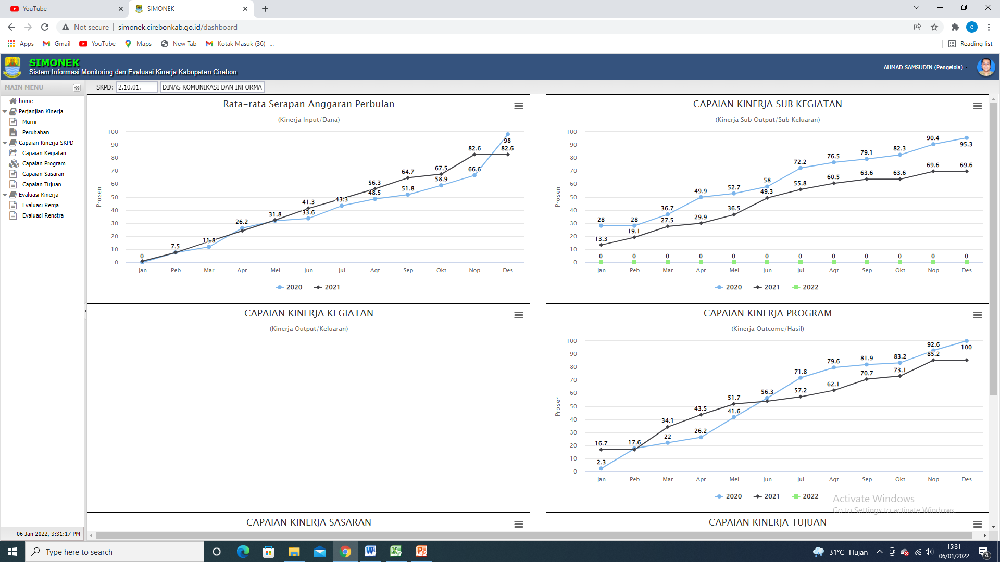 YouTube
SIMONEK
Not secure
simonek.cirebonkab.go.id/dashboard
Apps
Gmail
YouTube
Maps
New Tab
Kotak Masuk (36) -...
Reading list
SIMONEK
Sistem Informasi Monitoring dan Evaluasi Kinerja Kabupaten Cirebon
AHMAD SAMSUDIN (Pengelola)
MAIN MENU
home
Perjanjian Kinerja
Murni
Perubahan
Capaian Kinerja SKPD
Capaian Kegiatan
Capaian Program
Capaian Sasaran
Capaian Tujuan
Evaluasi Kinerja
Evaluasi Renja
Evaluasi Renstra
06 Jan 2022, 3:31:17 PM
SKPD: 2.10.01. DINAS KOMUNIKASI DAN INFORMA
Rata-rata Serapan Anggaran Perbulan
(Kinerja Input/Dana)
Prosen
100
90
80
70
60
50
40
30
20
10
0
0 7.5 11.8 26.2 31.8 33.6 43.3 48.5 51.8 58.9 66.6 98
41.3 56.3 64.7 67.5 82.6 82.6
Jan Peb Mar Apr Mei Jun Jul Agt Sep Okt Nop Des
2020 2021
CAPAIAN KINERJA SUB KEGIATAN
(Kinerja Sub Output/Sub Keluaran)
Prosen
100
90
80
70
60
50
40
30
20
10
0
28 28 36.7 49.9 52.7 58 72.2 76.5 79.1 82.3 90.4 95.3
13.3 19.1 27.5 29.9 36.5 49.3 55.8 60.5 63.6 63.6 69.6 69.6
0 0 0 0 0 0 0 0 0 0 0 0
Jan Peb Mar Apr Mei Jun Jul Agt Sep Okt Nop Des
2020 2021 2022
CAPAIAN KINERJA KEGIATAN
(Kinerja Output/Keluaran)
CAPAIAN KINERJA PROGRAM
(Kinerja Outcome/Hasil)
Prosen
100
90
80
70
60
50
40
30
20
10
0
2.3 17.6 22 26.2 41.6 56.3 71.8 79.6 81.9 83.2 92.6 100
16.7 34.1 43.5 51.7 57.2 62.1 70.7 73.1 85.2
Jan Peb Mar Apr Mei Jun Jul Agt Sep Okt Nop Des
2020 2021 2022
Activate Windows
Go to Settings to activate Windows.
CAPAIAN KINERJA SASARAN
CAPAIAN KINERJA TUJUAN
Type here to search
31°C Hujan
15:31
06/01/2022
4